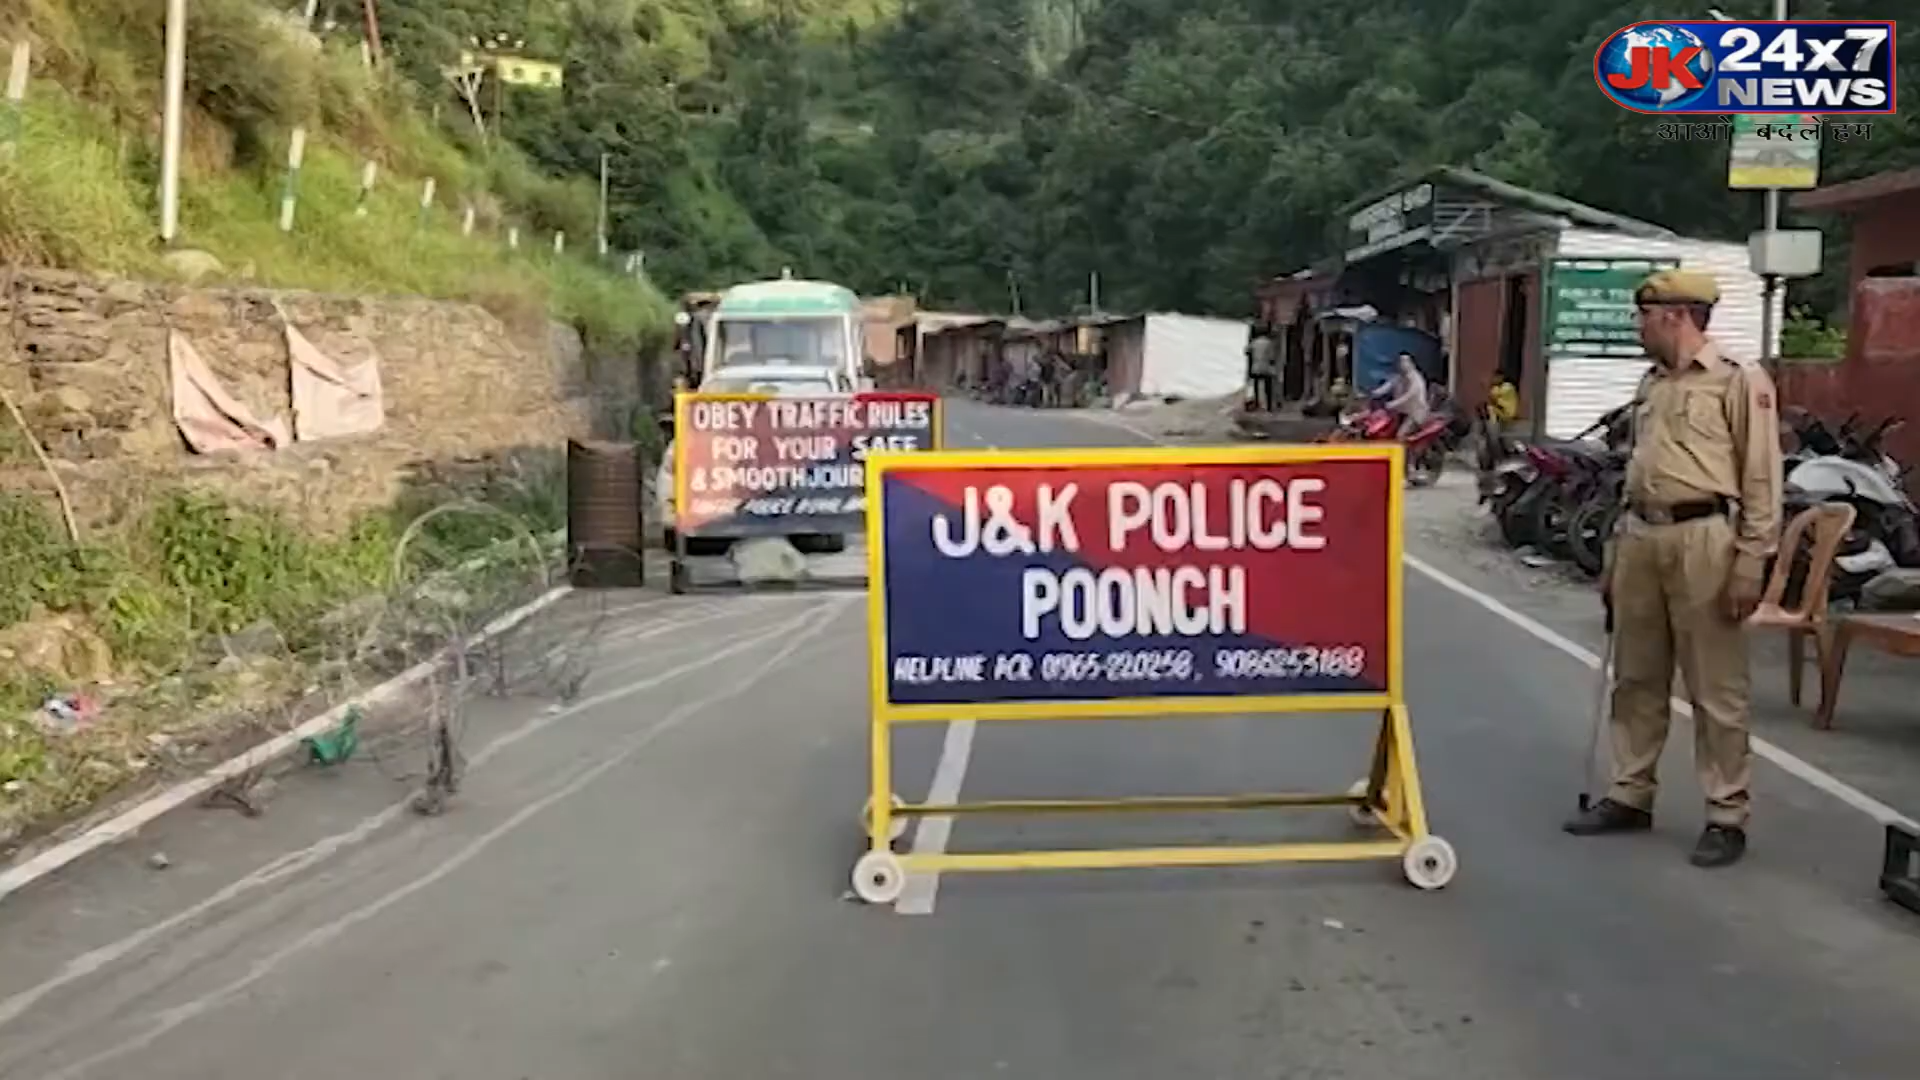 JK 24x7
NEWS
आओ बदलें हम
OBEY TRAFFIC RULES
FOR YOUR SAFE
& SMOOTH JOUR
J&K POLICE
POONCH
HELPLINE PCR 01965-220258, 9086253188